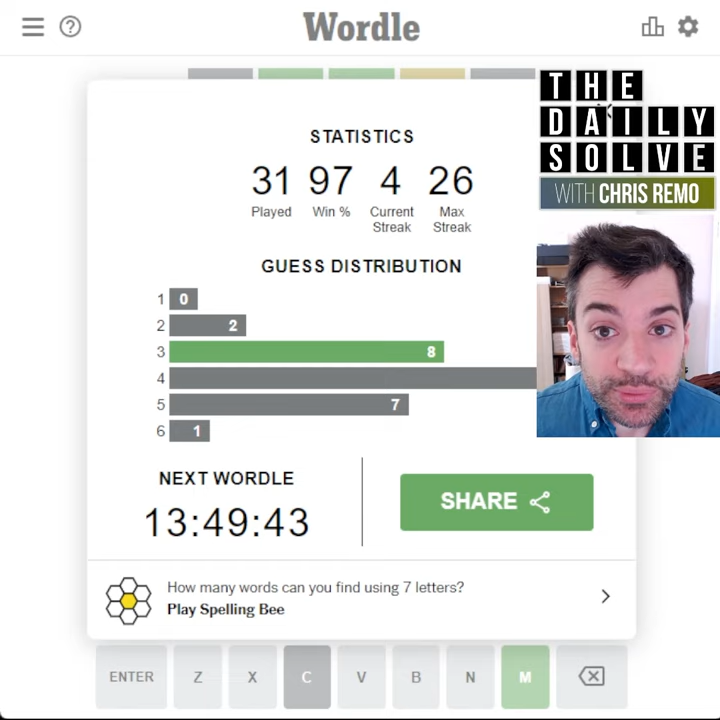 Wordle
THE
DAILY
SOLVE
WITH CHRIS REMO
STATISTICS
31 97 4 26
Played Win % Current Streak Max Streak
GUESS DISTRIBUTION
1 0
2 2
3 8
4
5 7
6 1
NEXT WORDLE
13:49:43
SHARE
How many words can you find using 7 letters?
Play Spelling Bee
ENTER Z X C V B N M